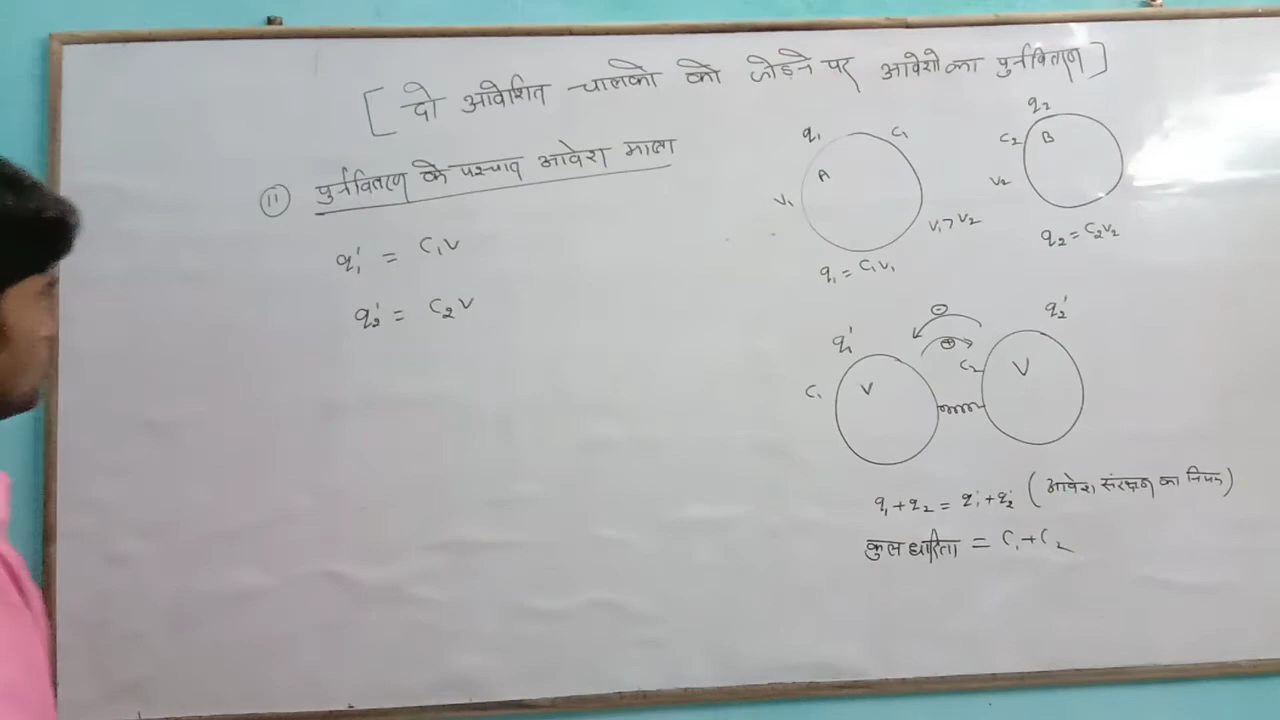 [ दो आवेशित चालको को जोड़ने पर आवेशो का पुर्नवितरण ]
(11) पुर्नवितरण के पश्चात आवेश मात्रा
q₁' = C₁V
q₂' = C₂V
q₁ C₁
A
V₁
V₁ > V₂
q₁ = C₁V₁
q₂
C₂ B
V₂
q₂ = C₂V₂
q₁'
C₁ V
⊖
⊕
q₂'
C₂ V
q₁ + q₂ = q₁' + q₂' ( आवेश संरक्षण का नियम )
कुल धारिता = C₁ + C₂